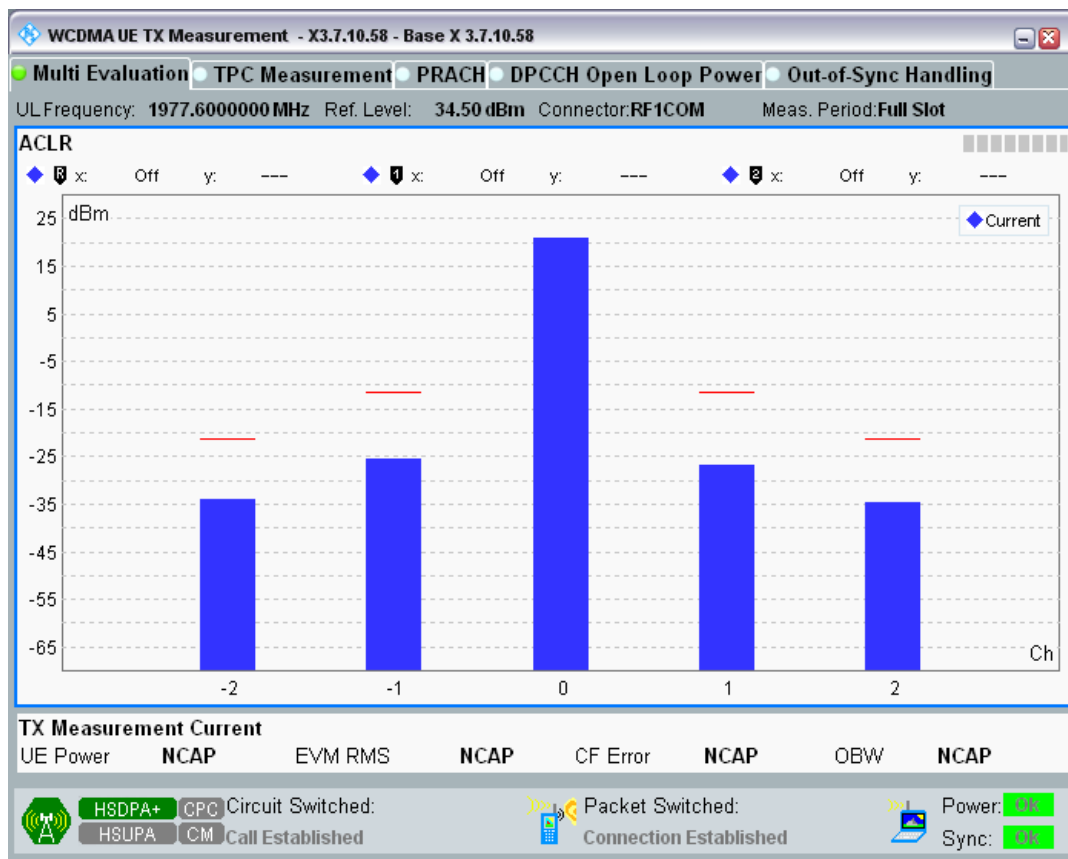 WCDMA UE TX Measurement - X3.7.10.58 - Base X 3.7.10.58
Multi Evaluation TPC Measurement PRACH DPCCH Open Loop Power Out-of-Sync Handling
UL Frequency: 1977.6000000 MHz Ref. Level: 34.50 dBm Connector:RF1COM Meas. Period:Full Slot
ACLR
R x: Off y: --- 1 x: Off y: --- 2 x: Off y: ---
dBm
Current
25
15
5
-5
-15
-25
-35
-45
-55
-65
Ch
-2 -1 0 1 2
TX Measurement Current
UE Power NCAP EVM RMS NCAP CF Error NCAP OBW NCAP
HSDPA+ CPC Circuit Switched: Packet Switched: Power: OK
HSUPA CM Call Established Connection Established Sync: OK